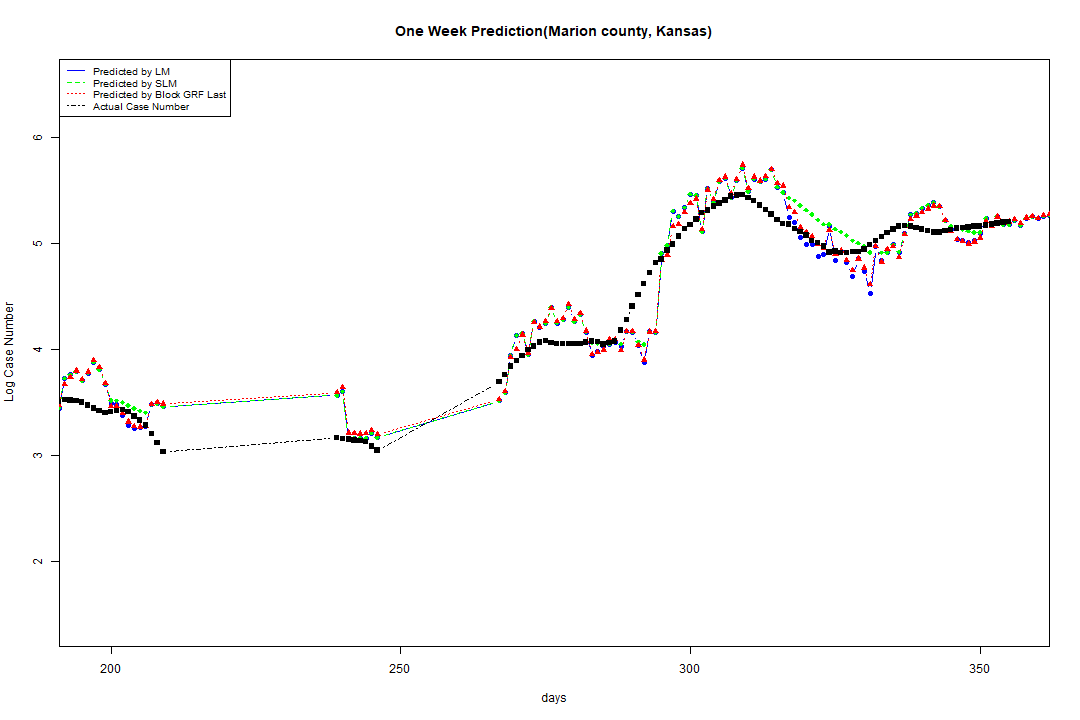 One Week Prediction(Marion county, Kansas)
Predicted by LM
Predicted by SLM
Predicted by Block GRF Last
Actual Case Number
6
5
4
3
2
Log Case Number
200 250 300 350
days